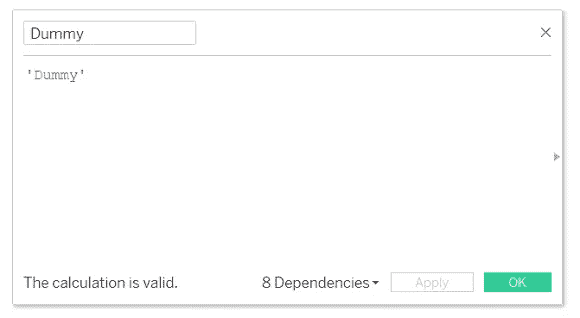 Dummy
'Dummy'
The calculation is valid.
8 Dependencies
Apply
OK